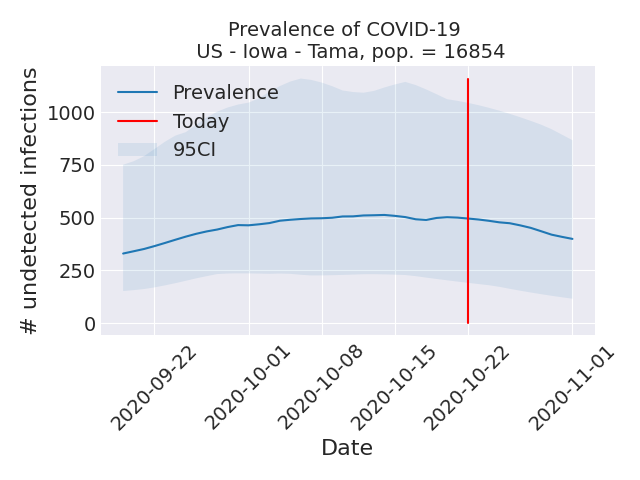 Prevalence of COVID-19
US - Iowa - Tama, pop. = 16854
# undetected infections
1000
750
500
250
0
Prevalence
Today
95CI
2020-09-22
2020-10-01
2020-10-08
2020-10-15
2020-10-22
2020-11-01
Date